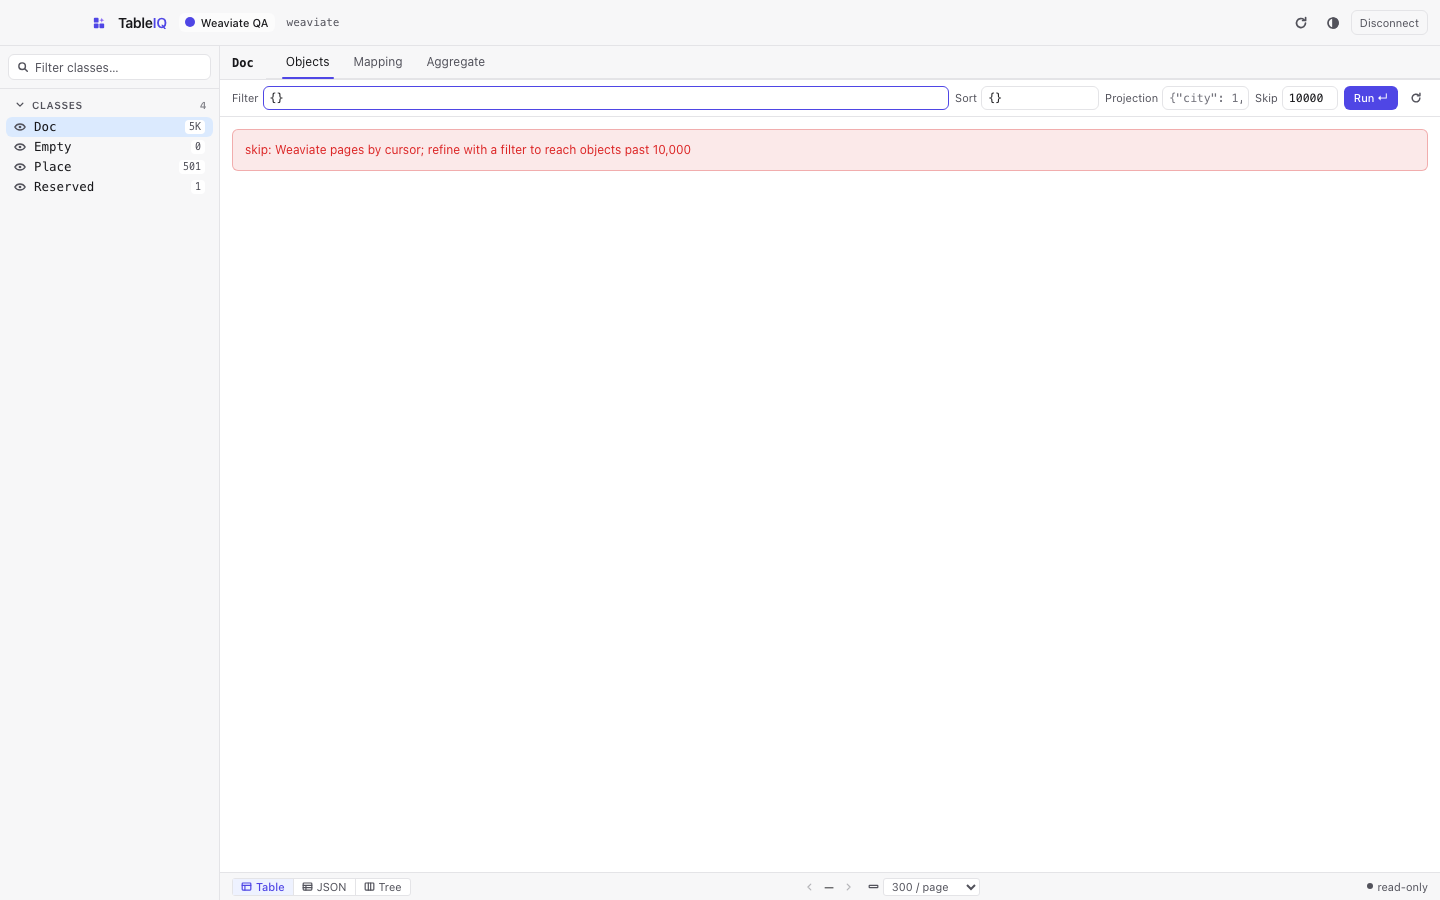 TableIQ Weaviate QA weaviate Disconnect
Filter classes...
Doc Objects Mapping Aggregate
Filter {} Sort {} Projection {"city": 1, Skip 10000 Run
CLASSES 4
Doc 5K
Empty 0
Place 501
Reserved 1
skip: Weaviate pages by cursor; refine with a filter to reach objects past 10,000
Table JSON Tree 300 / page read-only